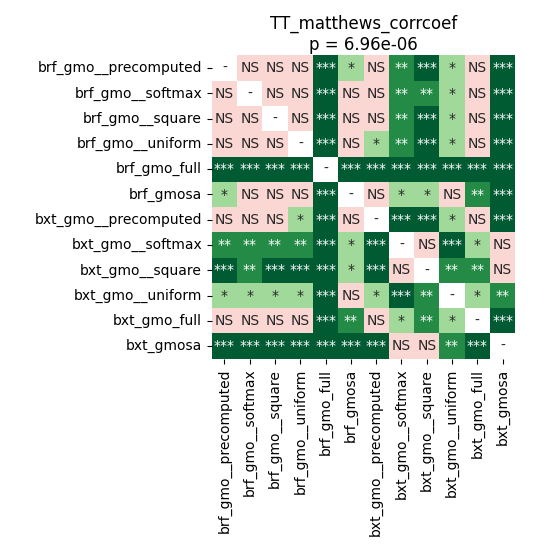 TT_matthews_corrcoef
p = 6.96e-06
brf_gmo__precomputed - NS NS NS *** * NS ** *** * NS ***
brf_gmo__softmax NS - NS NS *** NS NS ** ** * NS ***
brf_gmo__square NS NS - NS *** NS NS ** *** * NS ***
brf_gmo__uniform NS NS NS - *** NS * ** *** * NS ***
brf_gmo_full *** *** *** *** - *** *** *** *** *** *** ***
brf_gmosa * NS NS NS *** - NS * * NS ** ***
bxt_gmo__precomputed NS NS NS * *** NS - *** *** * NS ***
bxt_gmo__softmax ** ** ** ** *** * *** - NS *** * NS
bxt_gmo__square *** ** *** *** *** * *** NS - ** ** NS
bxt_gmo__uniform * * * * *** NS * *** ** - * **
bxt_gmo_full NS NS NS NS *** ** NS * ** * - ***
bxt_gmosa *** *** *** *** *** *** *** NS NS ** *** -
brf_gmo__precomputed
brf_gmo__softmax
brf_gmo__square
brf_gmo__uniform
brf_gmo_full
brf_gmosa
bxt_gmo__precomputed
bxt_gmo__softmax
bxt_gmo__square
bxt_gmo__uniform
bxt_gmo_full
bxt_gmosa